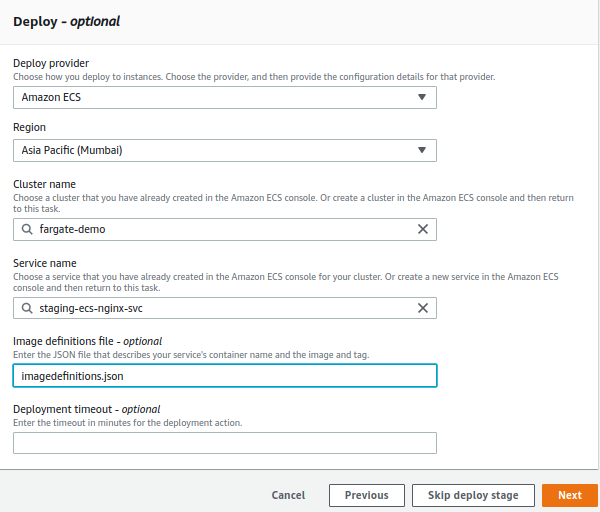 Deploy - optional
Deploy provider
Choose how you deploy to instances. Choose the provider, and then provide the configuration details for that provider.
Amazon ECS
Region
Asia Pacific (Mumbai)
Cluster name
Choose a cluster that you have already created in the Amazon ECS console. Or create a cluster in the Amazon ECS console and then return
to this task.
fargate-demo
Service name
Choose a service that you have already created in the Amazon ECS console for your cluster. Or create a new service in the Amazon ECS
console and then return to this task.
staging-ecs-nginx-svc
Image definitions file - optional
Enter the JSON file that describes your service's container name and the image and tag.
imagedefinitions.json
Deployment timeout - optional
Enter the timeout in minutes for the deployment action.
Cancel Previous Skip deploy stage Next